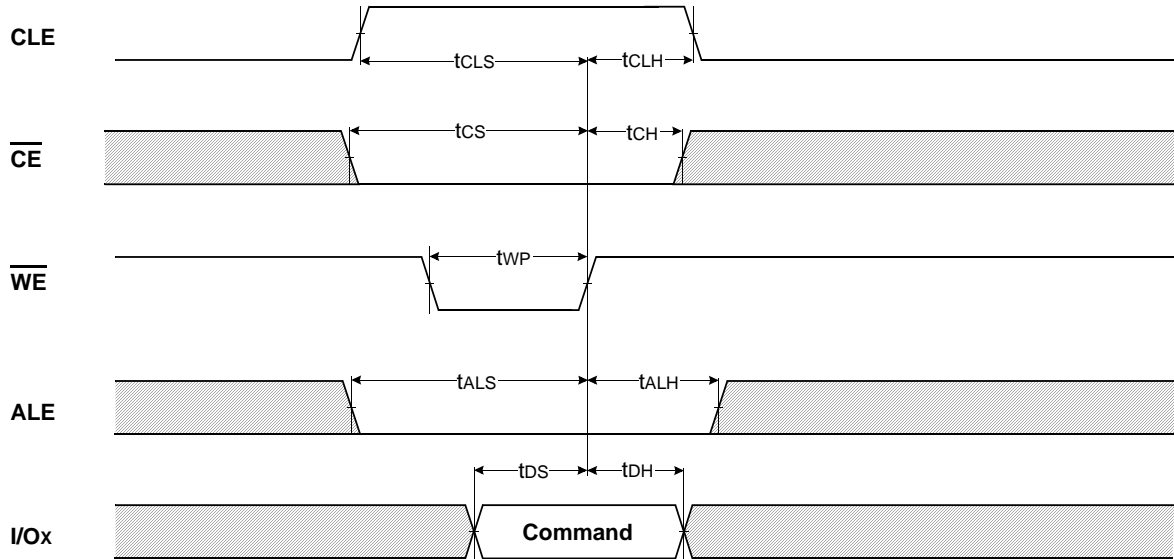 CLE
tCLS
tCLH
CE
tCS
tCH
WE
tWP
ALE
tALS
tALH
I/Ox
tDS
tDH
Command